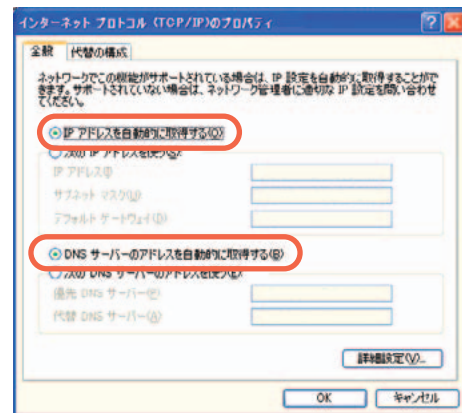 インターネット プロトコル (TCP/IP)のプロパティ
全般 代替の構成
ネットワークでこの機能がサポートされている場合は、IP 設定を自動的に取得することがで
きます。サポートされていない場合は、ネットワーク管理者に適切な IP 設定を問い合わせ
てください。
IP アドレスを自動的に取得する(O)
次の IP アドレスを使う(S):
IP アドレス(I):
サブネット マスク(U):
デフォルト ゲートウェイ(D):
DNS サーバーのアドレスを自動的に取得する(B)
次の DNS サーバーのアドレスを使う(E):
優先 DNS サーバー(P):
代替 DNS サーバー(A):
詳細設定(V)...
OK キャンセル